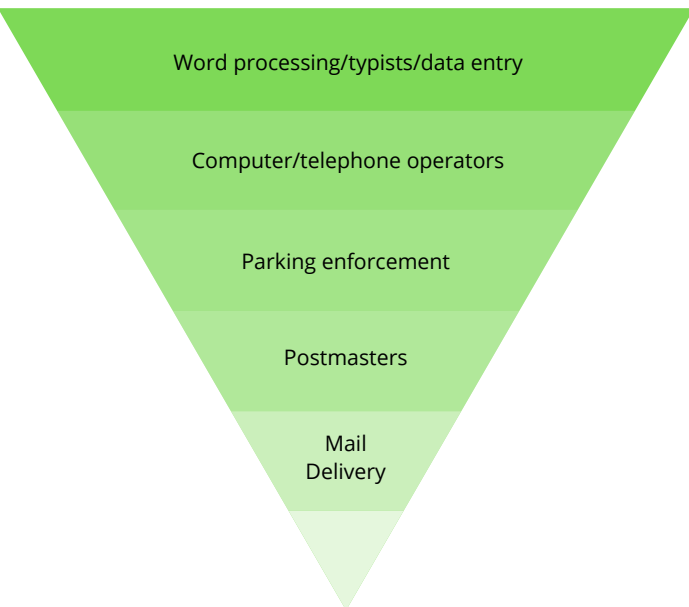 Word processing/typists/data entry
Computer/telephone operators
Parking enforcement
Postmasters
Mail
Delivery